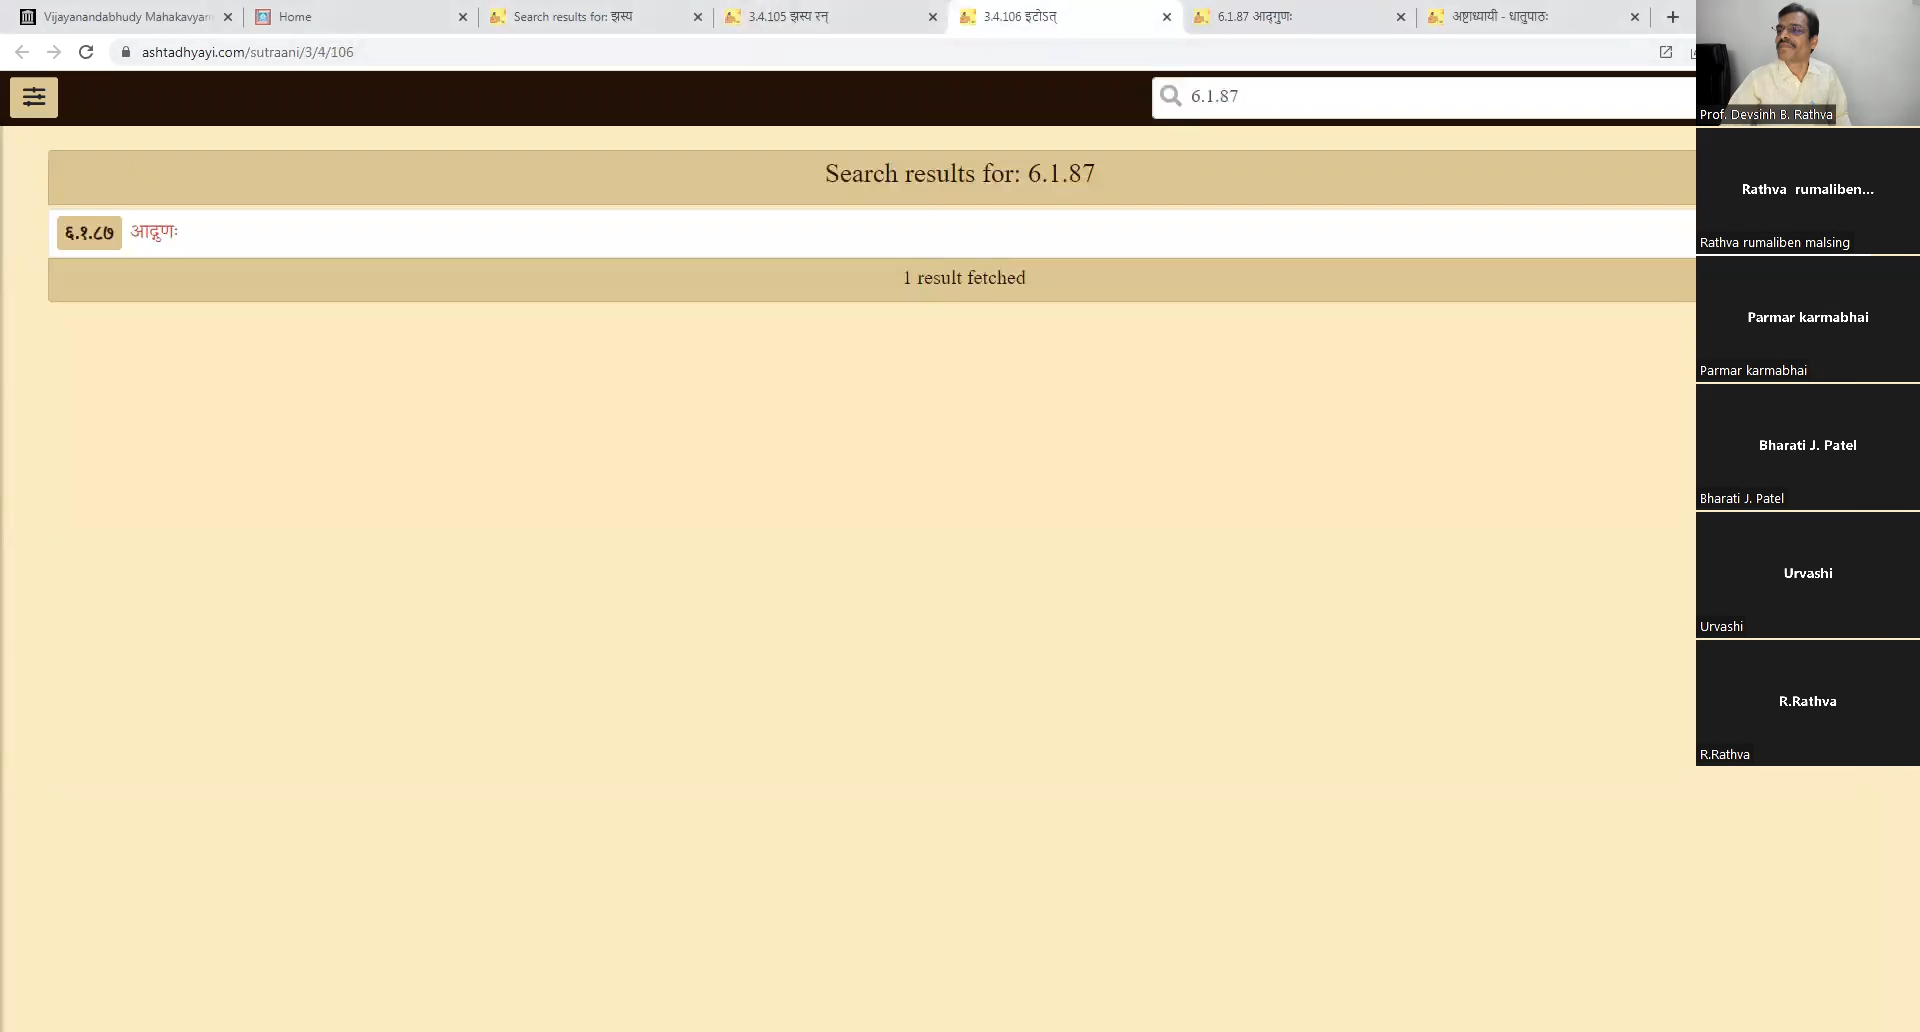 Vijayanandabhudy Mahakavyam
Home
Search results for: झस्य
3.4.105 झस्य रन्
3.4.106 इटोऽत्
6.1.87 आद्गुणः
अष्टाध्यायी - धातुपाठः
ashtadhyayi.com/sutraani/3/4/106
6.1.87
Search results for: 6.1.87
६.१.८७ आद्गुणः
1 result fetched
Prof. Devsinh B. Rathva
Rathva rumaliben...
Rathva rumaliben malsing
Parmar karmabhai
Parmar karmabhai
Bharati J. Patel
Bharati J. Patel
Urvashi
Urvashi
R.Rathva
R.Rathva